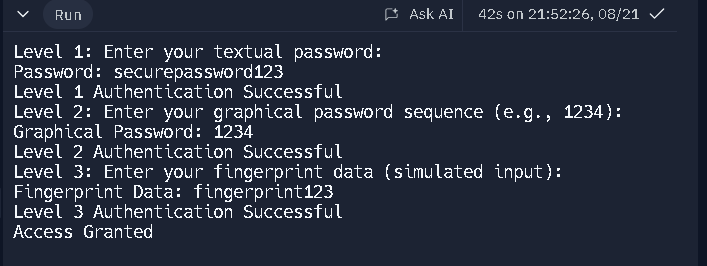 Run Ask AI 42s on 21:52:26, 08/21
Level 1: Enter your textual password:
Password: securepassword123
Level 1 Authentication Successful
Level 2: Enter your graphical password sequence (e.g., 1234):
Graphical Password: 1234
Level 2 Authentication Successful
Level 3: Enter your fingerprint data (simulated input):
Fingerprint Data: fingerprint123
Level 3 Authentication Successful
Access Granted